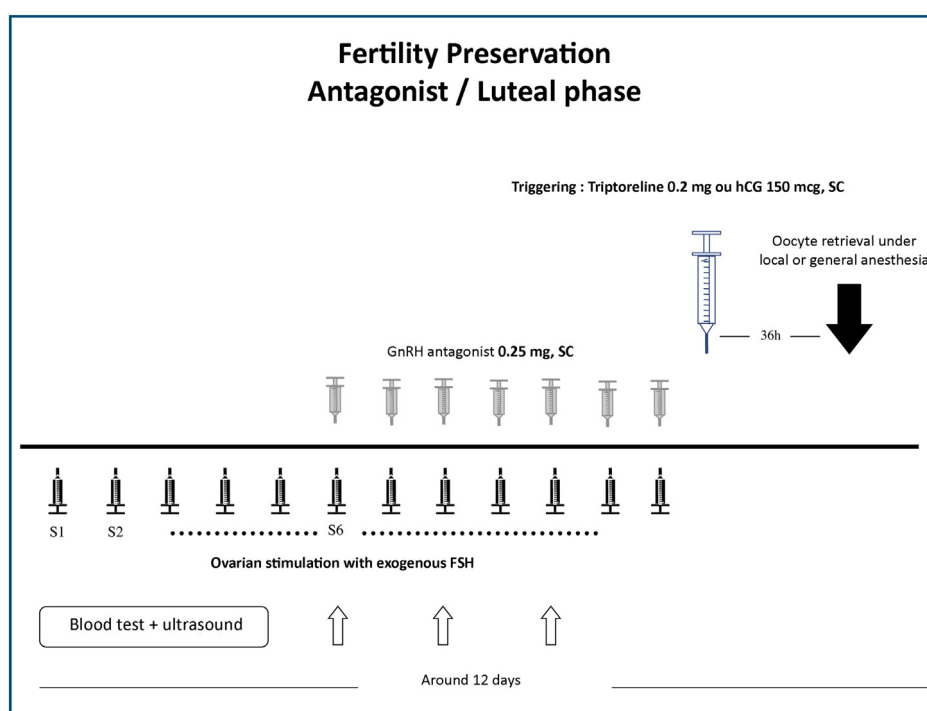 Fertility Preservation
Antagonist / Luteal phase
Triggering : Triptoreline 0.2 mg ou hCG 150 mcg, SC
Oocyte retrieval under
local or general anesthesia
36h
GnRH antagonist 0.25 mg, SC
S1 S2 S6
Ovarian stimulation with exogenous FSH
Blood test + ultrasound
Around 12 days